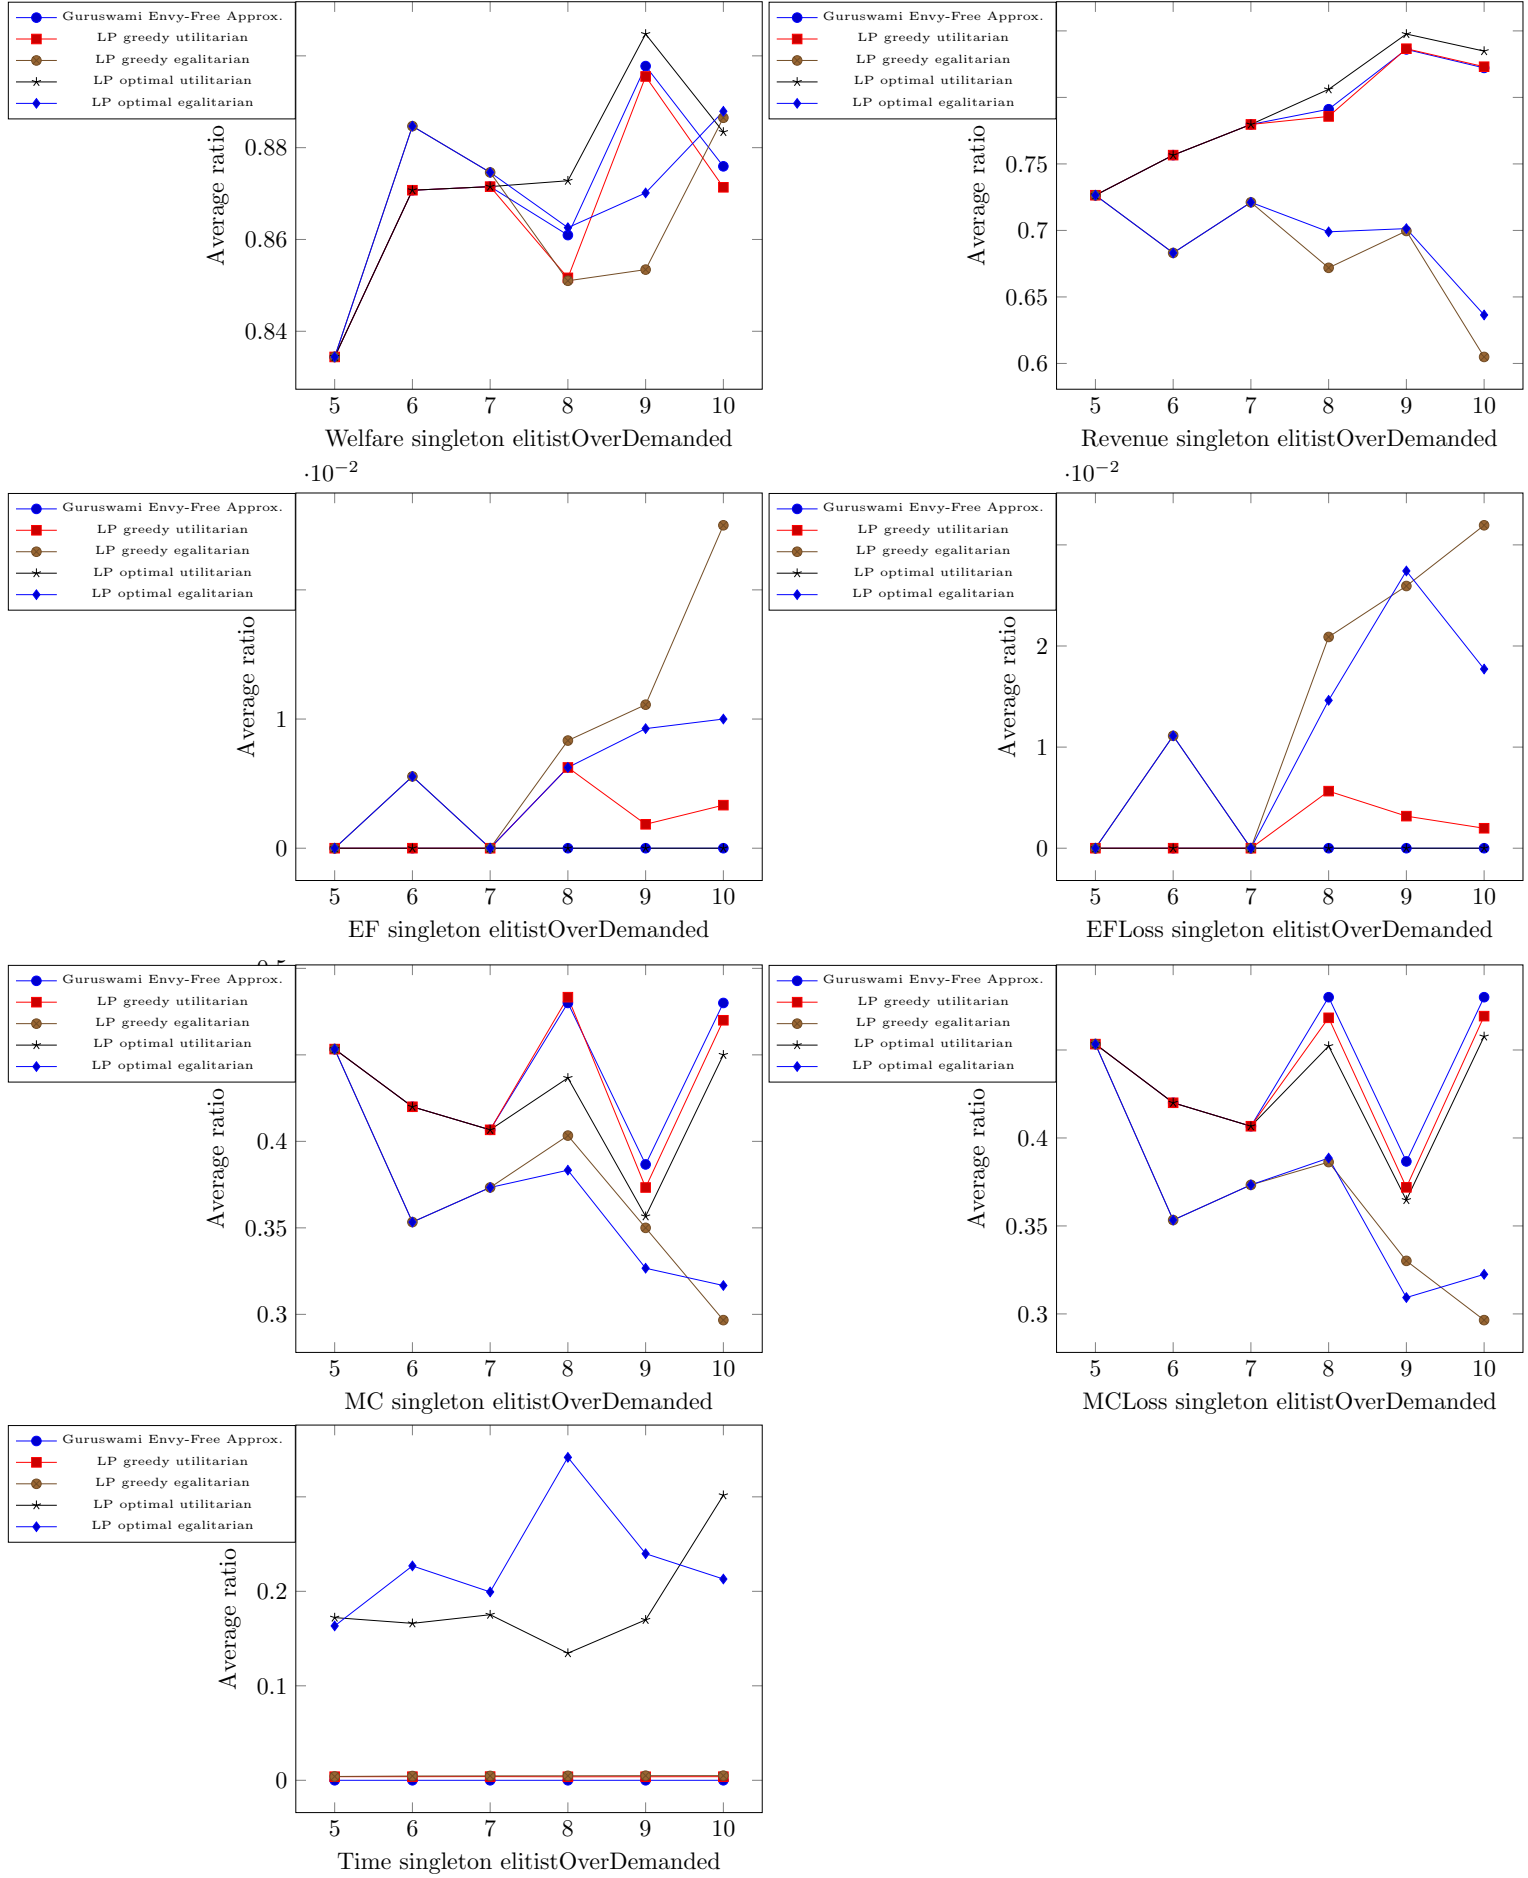 Guruswami Envy-Free Approx.
LP greedy utilitarian
LP greedy egalitarian
LP optimal utilitarian
LP optimal egalitarian
Average ratio
0.88
0.86
0.84
5 6 7 8 9 10
Welfare singleton elitistOverDemanded
Guruswami Envy-Free Approx.
LP greedy utilitarian
LP greedy egalitarian
LP optimal utilitarian
LP optimal egalitarian
Average ratio
0.75
0.7
0.65
0.6
5 6 7 8 9 10
Revenue singleton elitistOverDemanded
·10−2
Guruswami Envy-Free Approx.
LP greedy utilitarian
LP greedy egalitarian
LP optimal utilitarian
LP optimal egalitarian
Average ratio
1
0
5 6 7 8 9 10
EF singleton elitistOverDemanded
·10−2
Guruswami Envy-Free Approx.
LP greedy utilitarian
LP greedy egalitarian
LP optimal utilitarian
LP optimal egalitarian
Average ratio
2
1
0
5 6 7 8 9 10
EFLoss singleton elitistOverDemanded
Guruswami Envy-Free Approx.
LP greedy utilitarian
LP greedy egalitarian
LP optimal utilitarian
LP optimal egalitarian
Average ratio
0.4
0.35
0.3
5 6 7 8 9 10
MC singleton elitistOverDemanded
Guruswami Envy-Free Approx.
LP greedy utilitarian
LP greedy egalitarian
LP optimal utilitarian
LP optimal egalitarian
Average ratio
0.4
0.35
0.3
5 6 7 8 9 10
MCLoss singleton elitistOverDemanded
Guruswami Envy-Free Approx.
LP greedy utilitarian
LP greedy egalitarian
LP optimal utilitarian
LP optimal egalitarian
Average ratio
0.2
0.1
0
5 6 7 8 9 10
Time singleton elitistOverDemanded